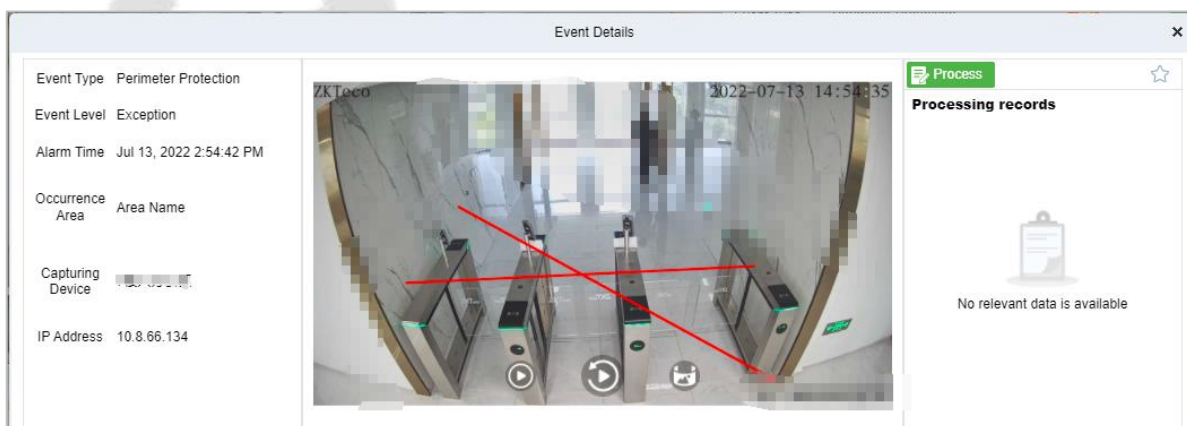 Event Details
Event Type Perimeter Protection
Event Level Exception
Alarm Time Jul 13, 2022 2:54:42 PM
Occurrence
Area
Area Name
Capturing
Device
IP Address 10.8.66.134
ZKTeco
2022-07-13 14:54:35
Process
Processing records
No relevant data is available